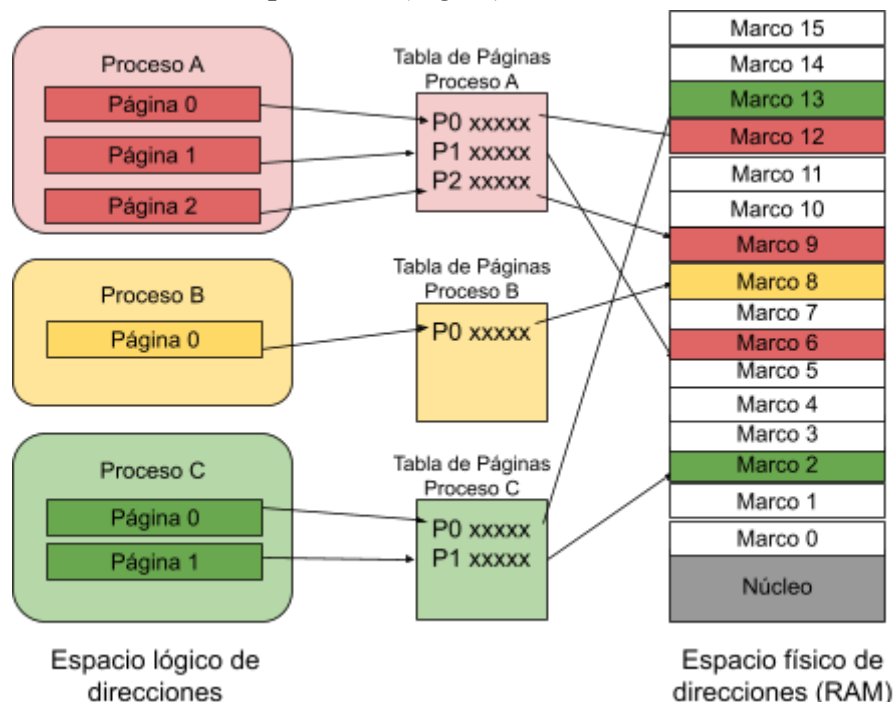 Proceso A
Página 0
Página 1
Página 2
Tabla de Páginas
Proceso A
P0 xxxxx
P1 xxxxx
P2 xxxxx
Proceso B
Página 0
Tabla de Páginas
Proceso B
P0 xxxxx
Proceso C
Página 0
Página 1
Tabla de Páginas
Proceso C
P0 xxxxx
P1 xxxxx
Marco 15
Marco 14
Marco 13
Marco 12
Marco 11
Marco 10
Marco 9
Marco 8
Marco 7
Marco 6
Marco 5
Marco 4
Marco 3
Marco 2
Marco 1
Marco 0
Núcleo
Espacio lógico de
direcciones
Espacio físico de
direcciones (RAM)